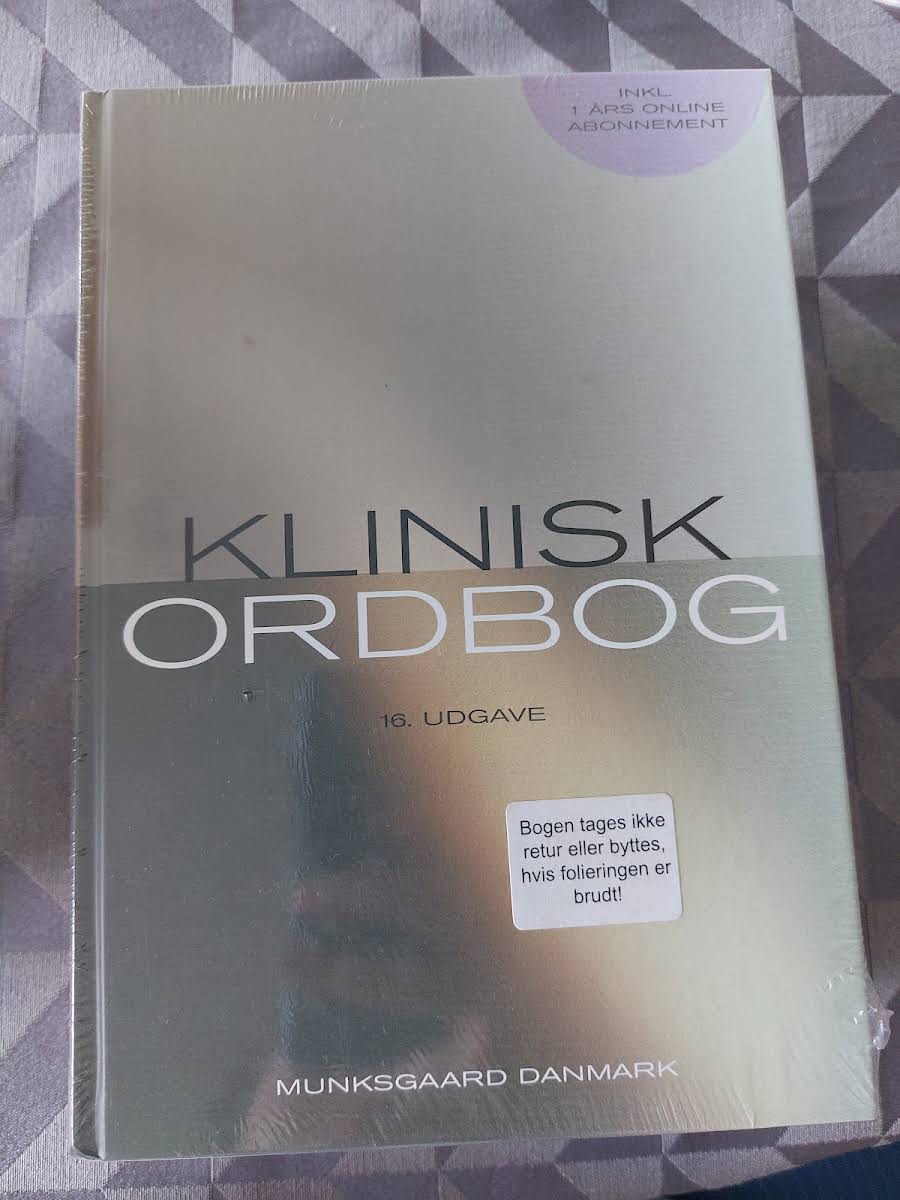 INKL.
1 ÅRS ONLINE
ABONNEMENT
KLINISK
ORDBOG
16. UDGAVE
Bogen tages ikke
retur eller byttes,
hvis folieringen er
brudt!
MUNKSGAARD DANMARK